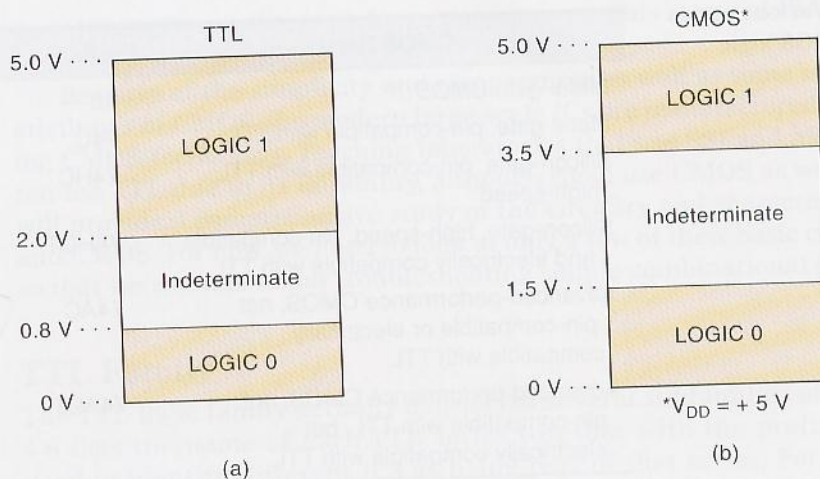 TTL
5.0 V
LOGIC 1
2.0 V
Indeterminate
0.8 V
LOGIC 0
0 V
(a)
CMOS*
5.0 V
LOGIC 1
3.5 V
Indeterminate
1.5 V
LOGIC 0
0 V
*VDD = + 5 V
(b)